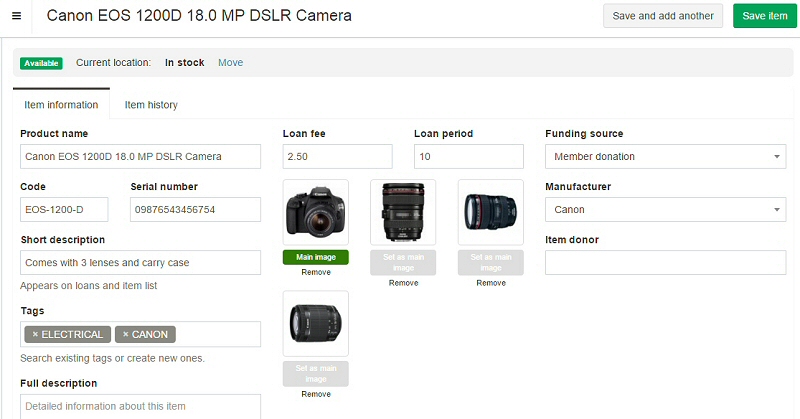 Canon EOS 1200D 18.0 MP DSLR Camera
Save and add another
Save item
Available
Current location:
In stock
Move
Item information
Item history
Product name
Loan fee
Loan period
Funding source
Canon EOS 1200D 18.0 MP DSLR Camera
2.50
10
Member donation
Code
Serial number
Manufacturer
EOS-1200-D
09876543456754
Canon
Short description
Item donor
Comes with 3 lenses and carry case
Main image
Set as main
image
Set as main
image
Remove
Remove
Remove
Appears on loans and item list
Tags
× ELECTRICAL
× CANON
Search existing tags or create new ones.
Set as main
image
Remove
Full description
Detailed information about this item